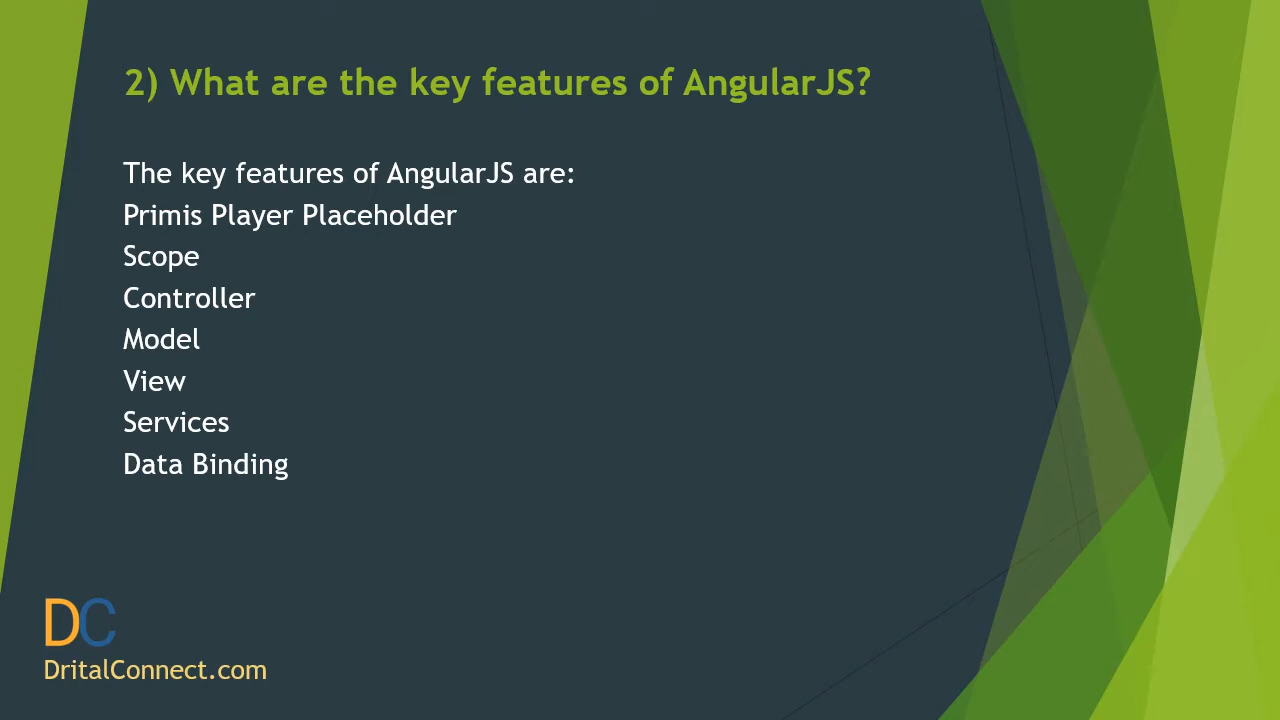 2) What are the key features of AngularJS?
The key features of AngularJS are:
Primis Player Placeholder
Scope
Controller
Model
View
Services
Data Binding
DC
DritalConnect.com